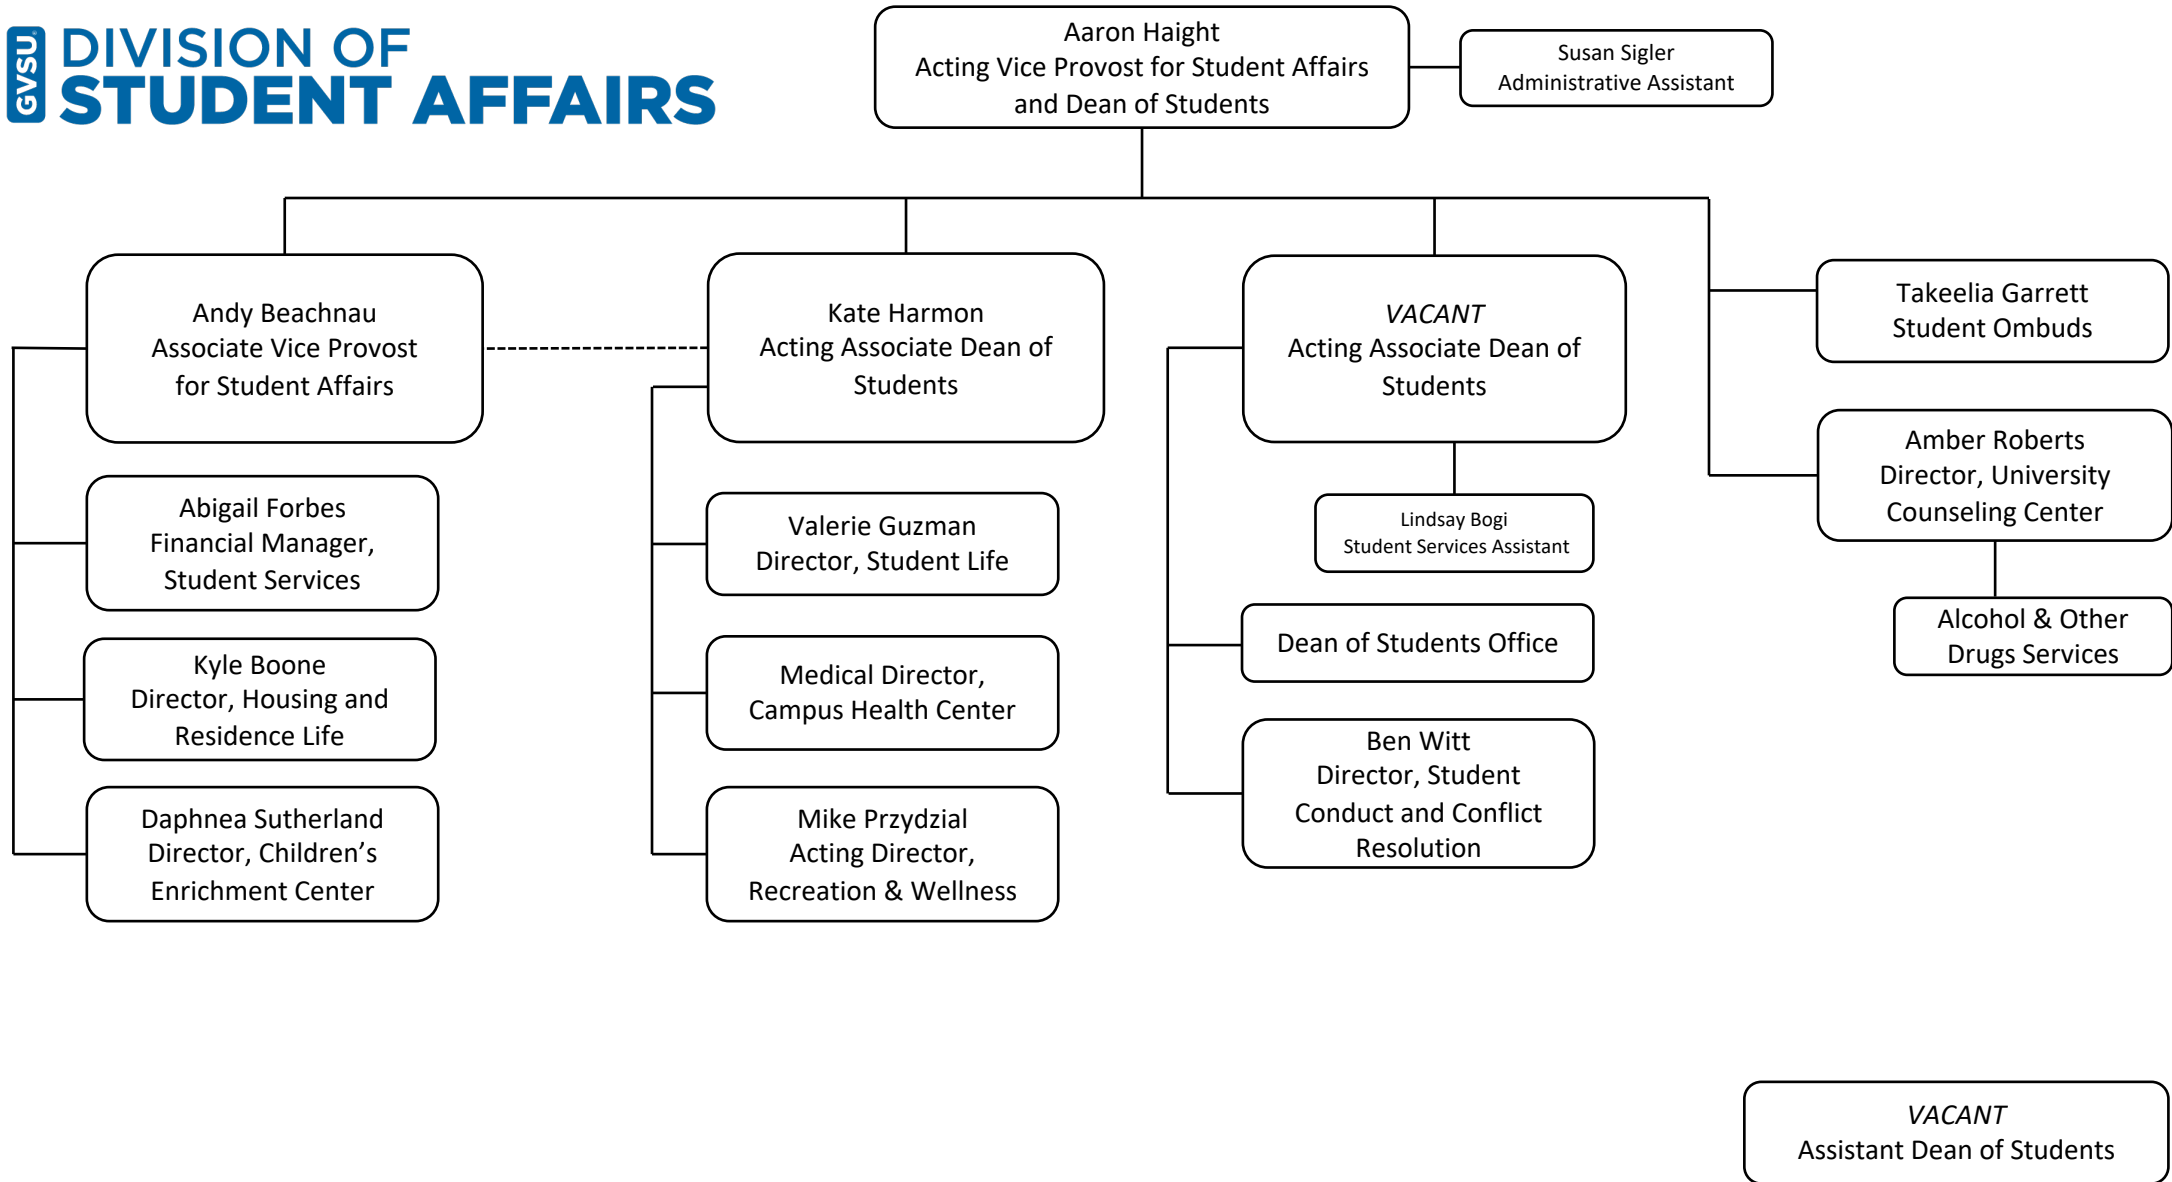 GVSU
DIVISION OF
STUDENT AFFAIRS
Aaron Haight
Acting Vice Provost for Student Affairs
and Dean of Students
Susan Sigler
Administrative Assistant
Andy Beachnau
Associate Vice Provost
for Student Affairs
Abigail Forbes
Financial Manager,
Student Services
Kyle Boone
Director, Housing and
Residence Life
Daphnea Sutherland
Director, Children’s
Enrichment Center
Kate Harmon
Acting Associate Dean of
Students
Valerie Guzman
Director, Student Life
Medical Director,
Campus Health Center
Mike Przydzial
Acting Director,
Recreation & Wellness
VACANT
Acting Associate Dean of
Students
Lindsay Bogi
Student Services Assistant
Dean of Students Office
Ben Witt
Director, Student
Conduct and Conflict
Resolution
Takeelia Garrett
Student Ombuds
Amber Roberts
Director, University
Counseling Center
Alcohol & Other
Drugs Services
VACANT
Assistant Dean of Students